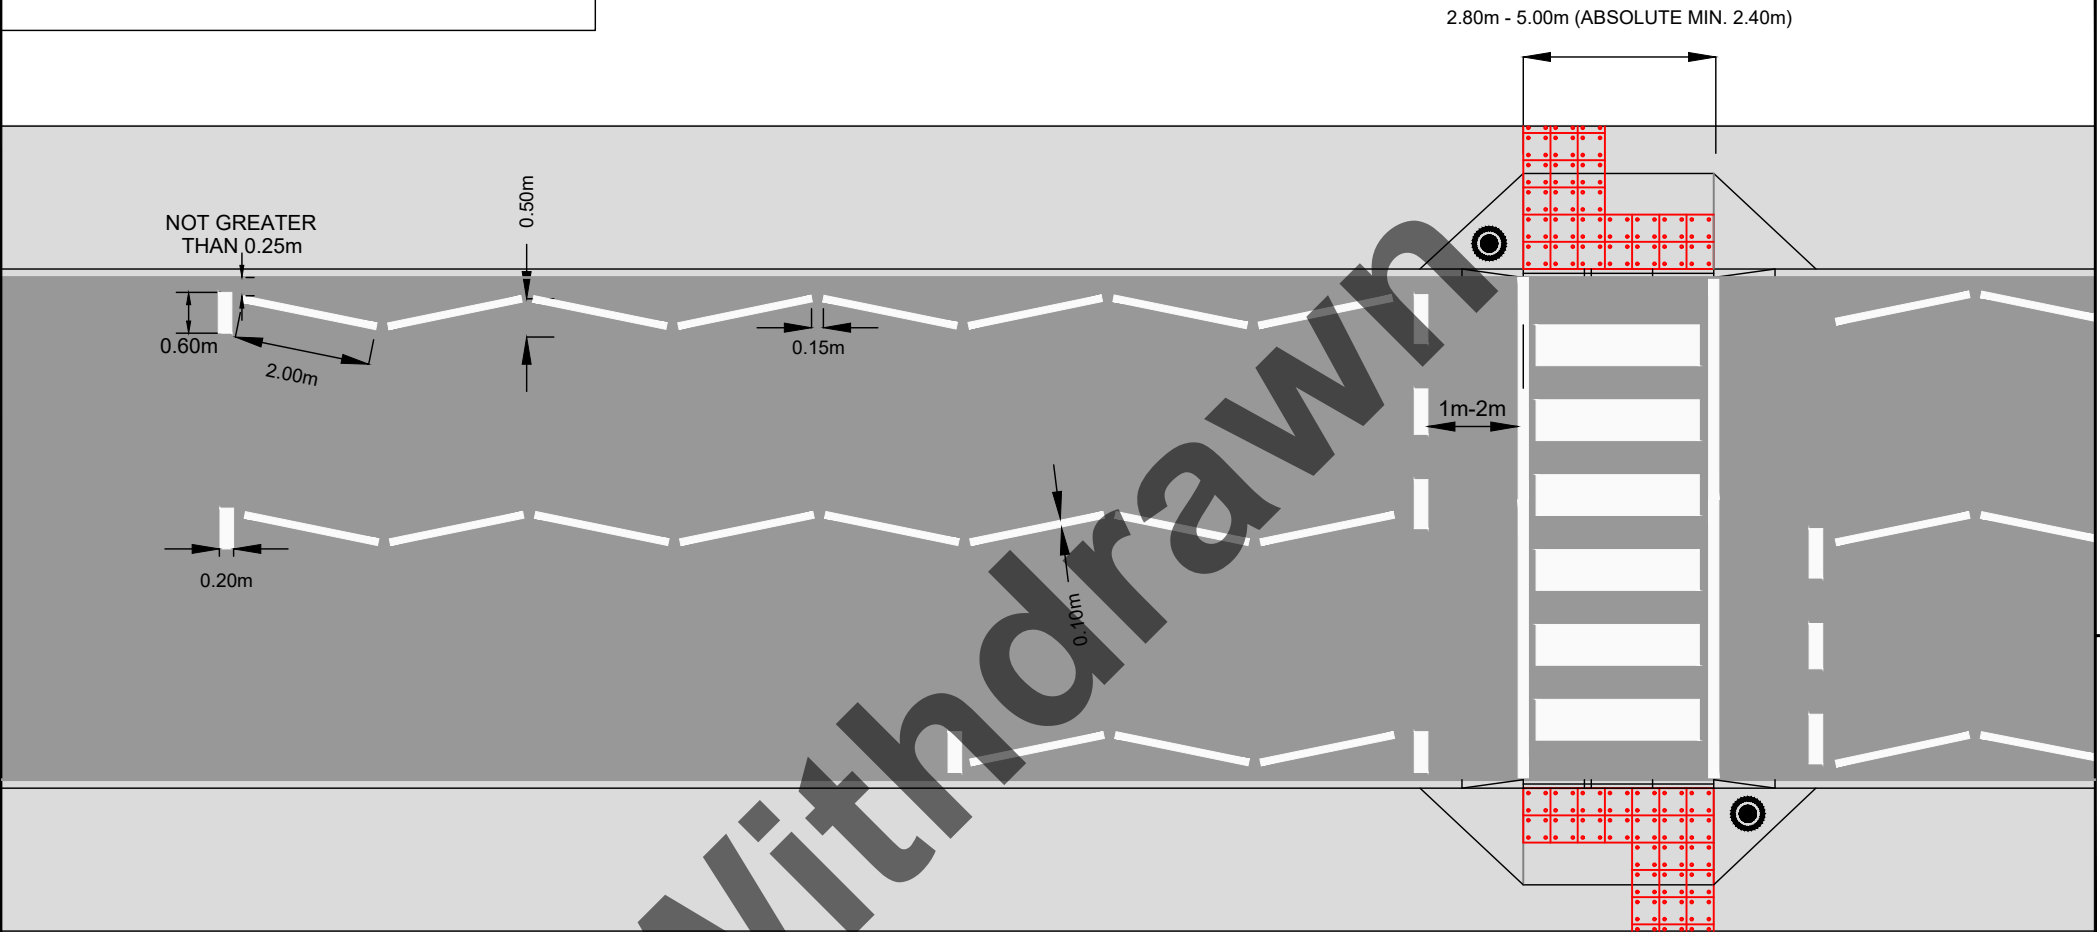 2.80m - 5.00m (ABSOLUTE MIN. 2.40m)
0.50m
NOT GREATER
THAN 0.25m
0.60m
2.00m
0.15m
1m-2m
0.20m
0.10m
withdrawn